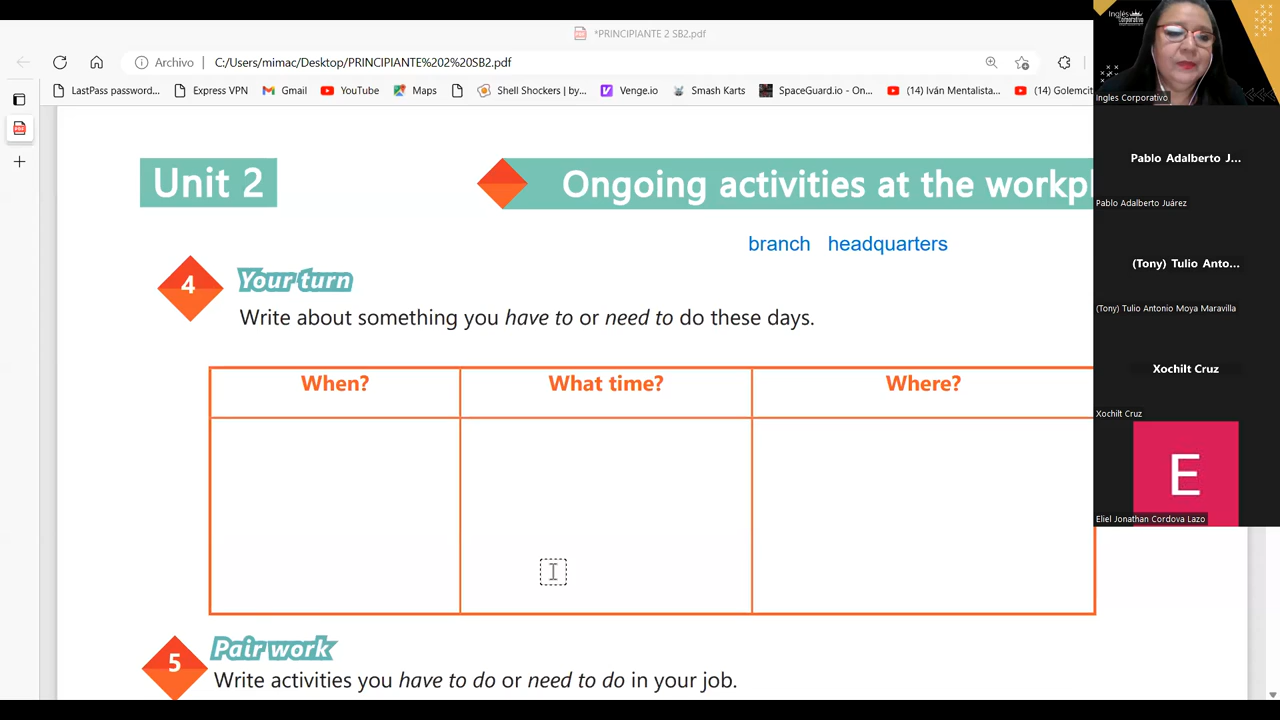 *PRINCIPIANTE 2 SB2.pdf
Archivo C:/Users/mimac/Desktop/PRINCIPIANTE%202%20SB2.pdf
LastPass password... Express VPN Gmail YouTube Maps Shell Shockers | by... Venge.io Smash Karts SpaceGuard.io - On... (14) Iván Mentalista... (14) Golemcit
Unit 2
Ongoing activities at the workpl
branch headquarters
4 Your turn
Write about something you have to or need to do these days.
When? What time? Where?
5 Pair work
Write activities you have to do or need to do in your job.
Inglés
Corporativo
Ingles Corporativo
Pablo Adalberto J...
Pablo Adalberto Juárez
(Tony) Tulio Anto...
(Tony) Tulio Antonio Moya Maravilla
Xochilt Cruz
Xochilt Cruz
E
Eliel Jonathan Cordova Lazo